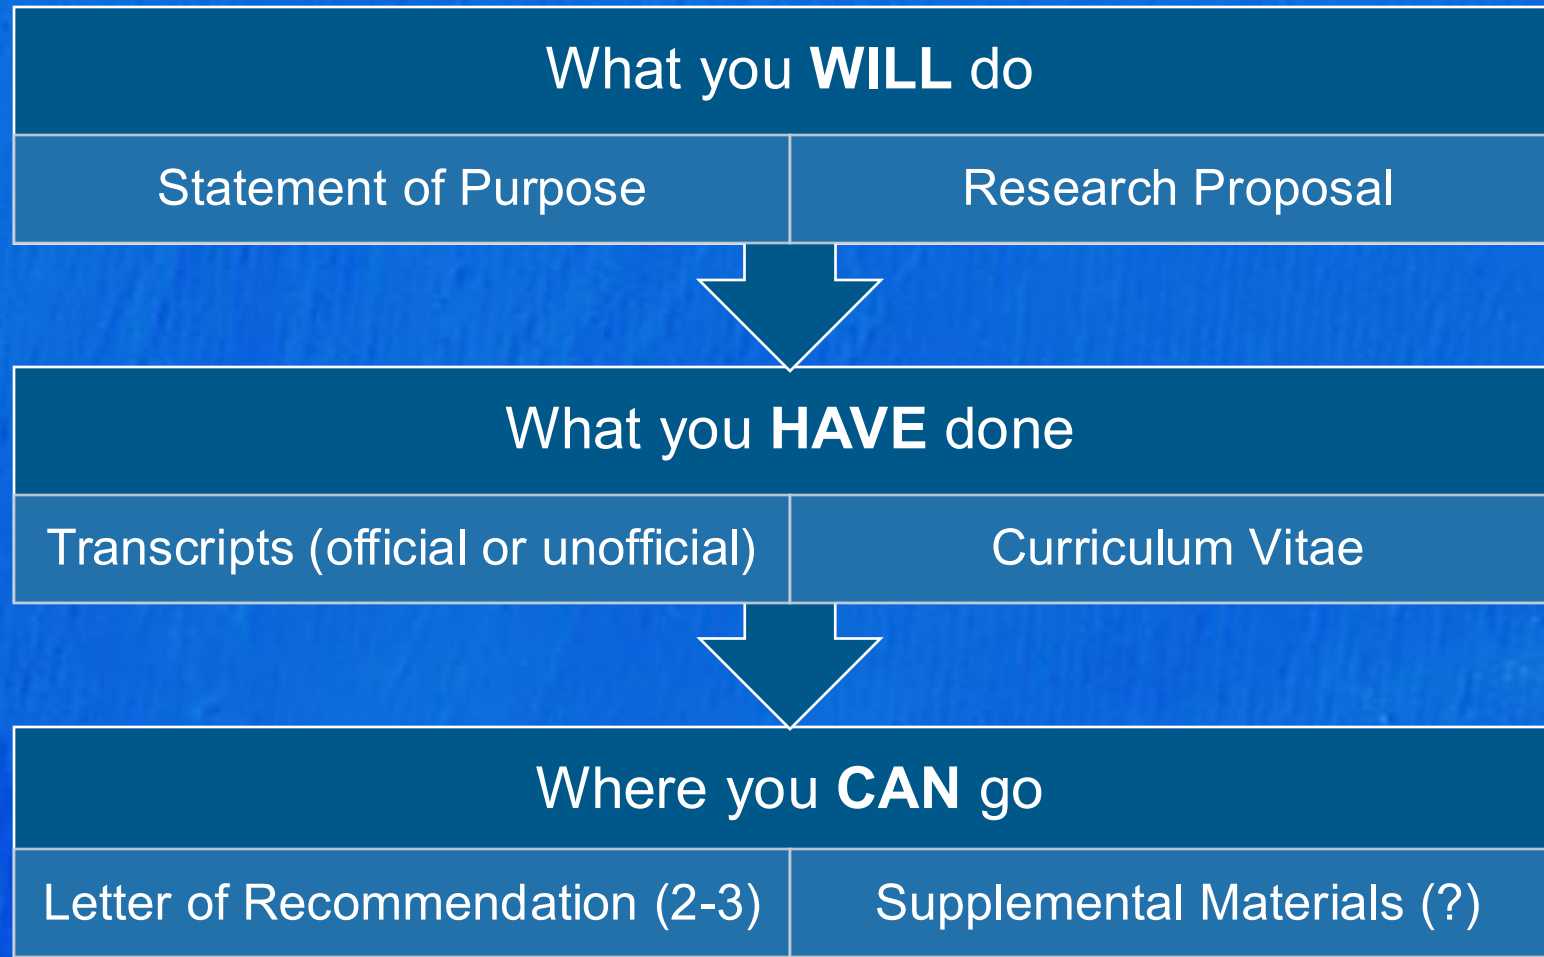 What you WILL do
Statement of Purpose
Research Proposal
What you HAVE done
Transcripts (official or unofficial)
Curriculum Vitae
Where you CAN go
Letter of Recommendation (2-3)
Supplemental Materials (?)